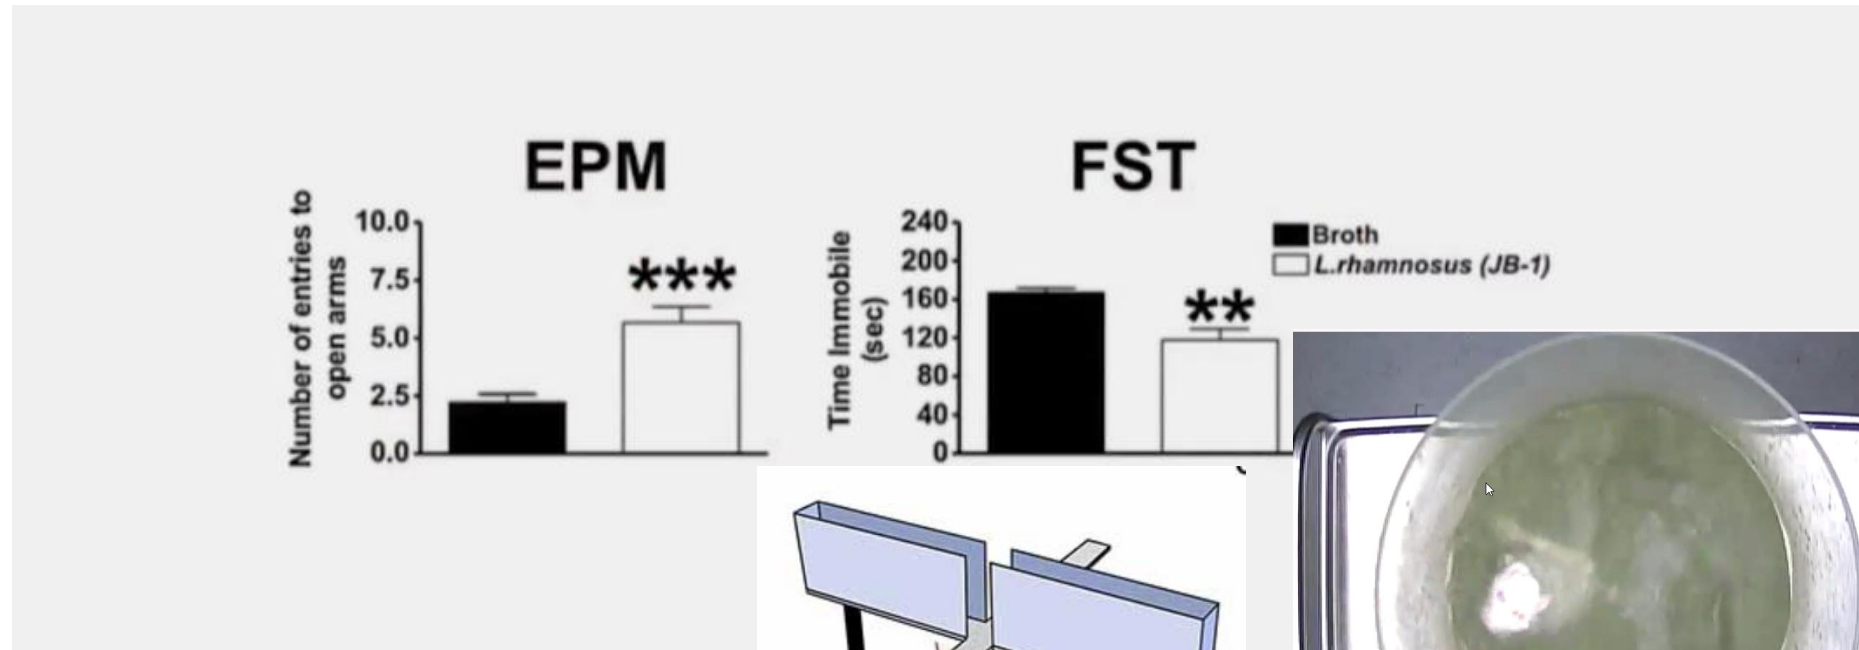 EPM
Number of entries to
open arms
10.0
7.5
5.0
2.5
0.0
***
FST
Time Immobile
(sec)
240
200
160
120
80
40
0
**
Broth
L.rhamnosus (JB-1)